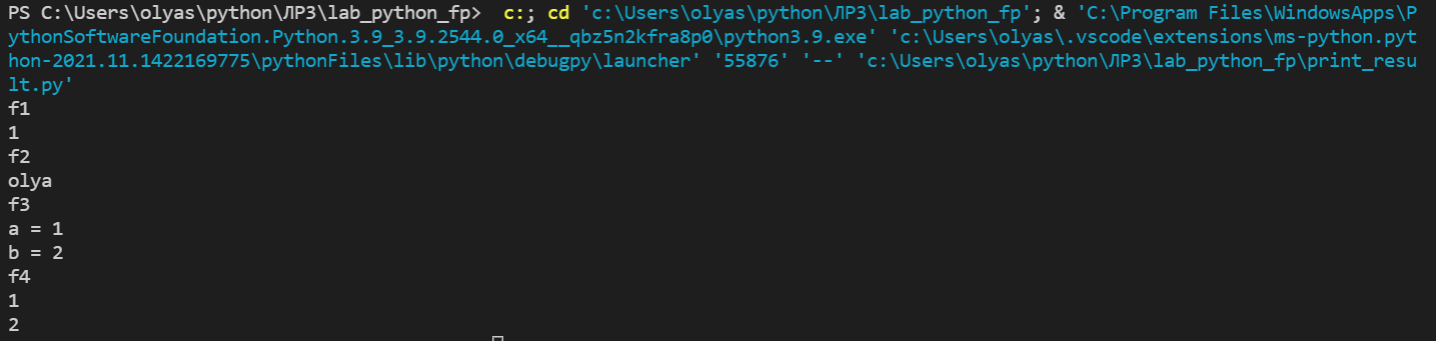 PS C:\Users\olyas\python\ЛР3\lab_python_fp>  c:; cd 'c:\Users\olyas\python\ЛР3\lab_python_fp'; & 'C:\Program Files\WindowsApps\P
ythonSoftwareFoundation.Python.3.9_3.9.2544.0_x64__qbz5n2kfra8p0\python3.9.exe' 'c:\Users\olyas\.vscode\extensions\ms-python.pyt
hon-2021.11.1422169775\pythonFiles\lib\python\debugpy\launcher' '55876' '--' 'c:\Users\olyas\python\ЛР3\lab_python_fp\print_resu
lt.py'
f1
1
f2
olya
f3
a = 1
b = 2
f4
1
2